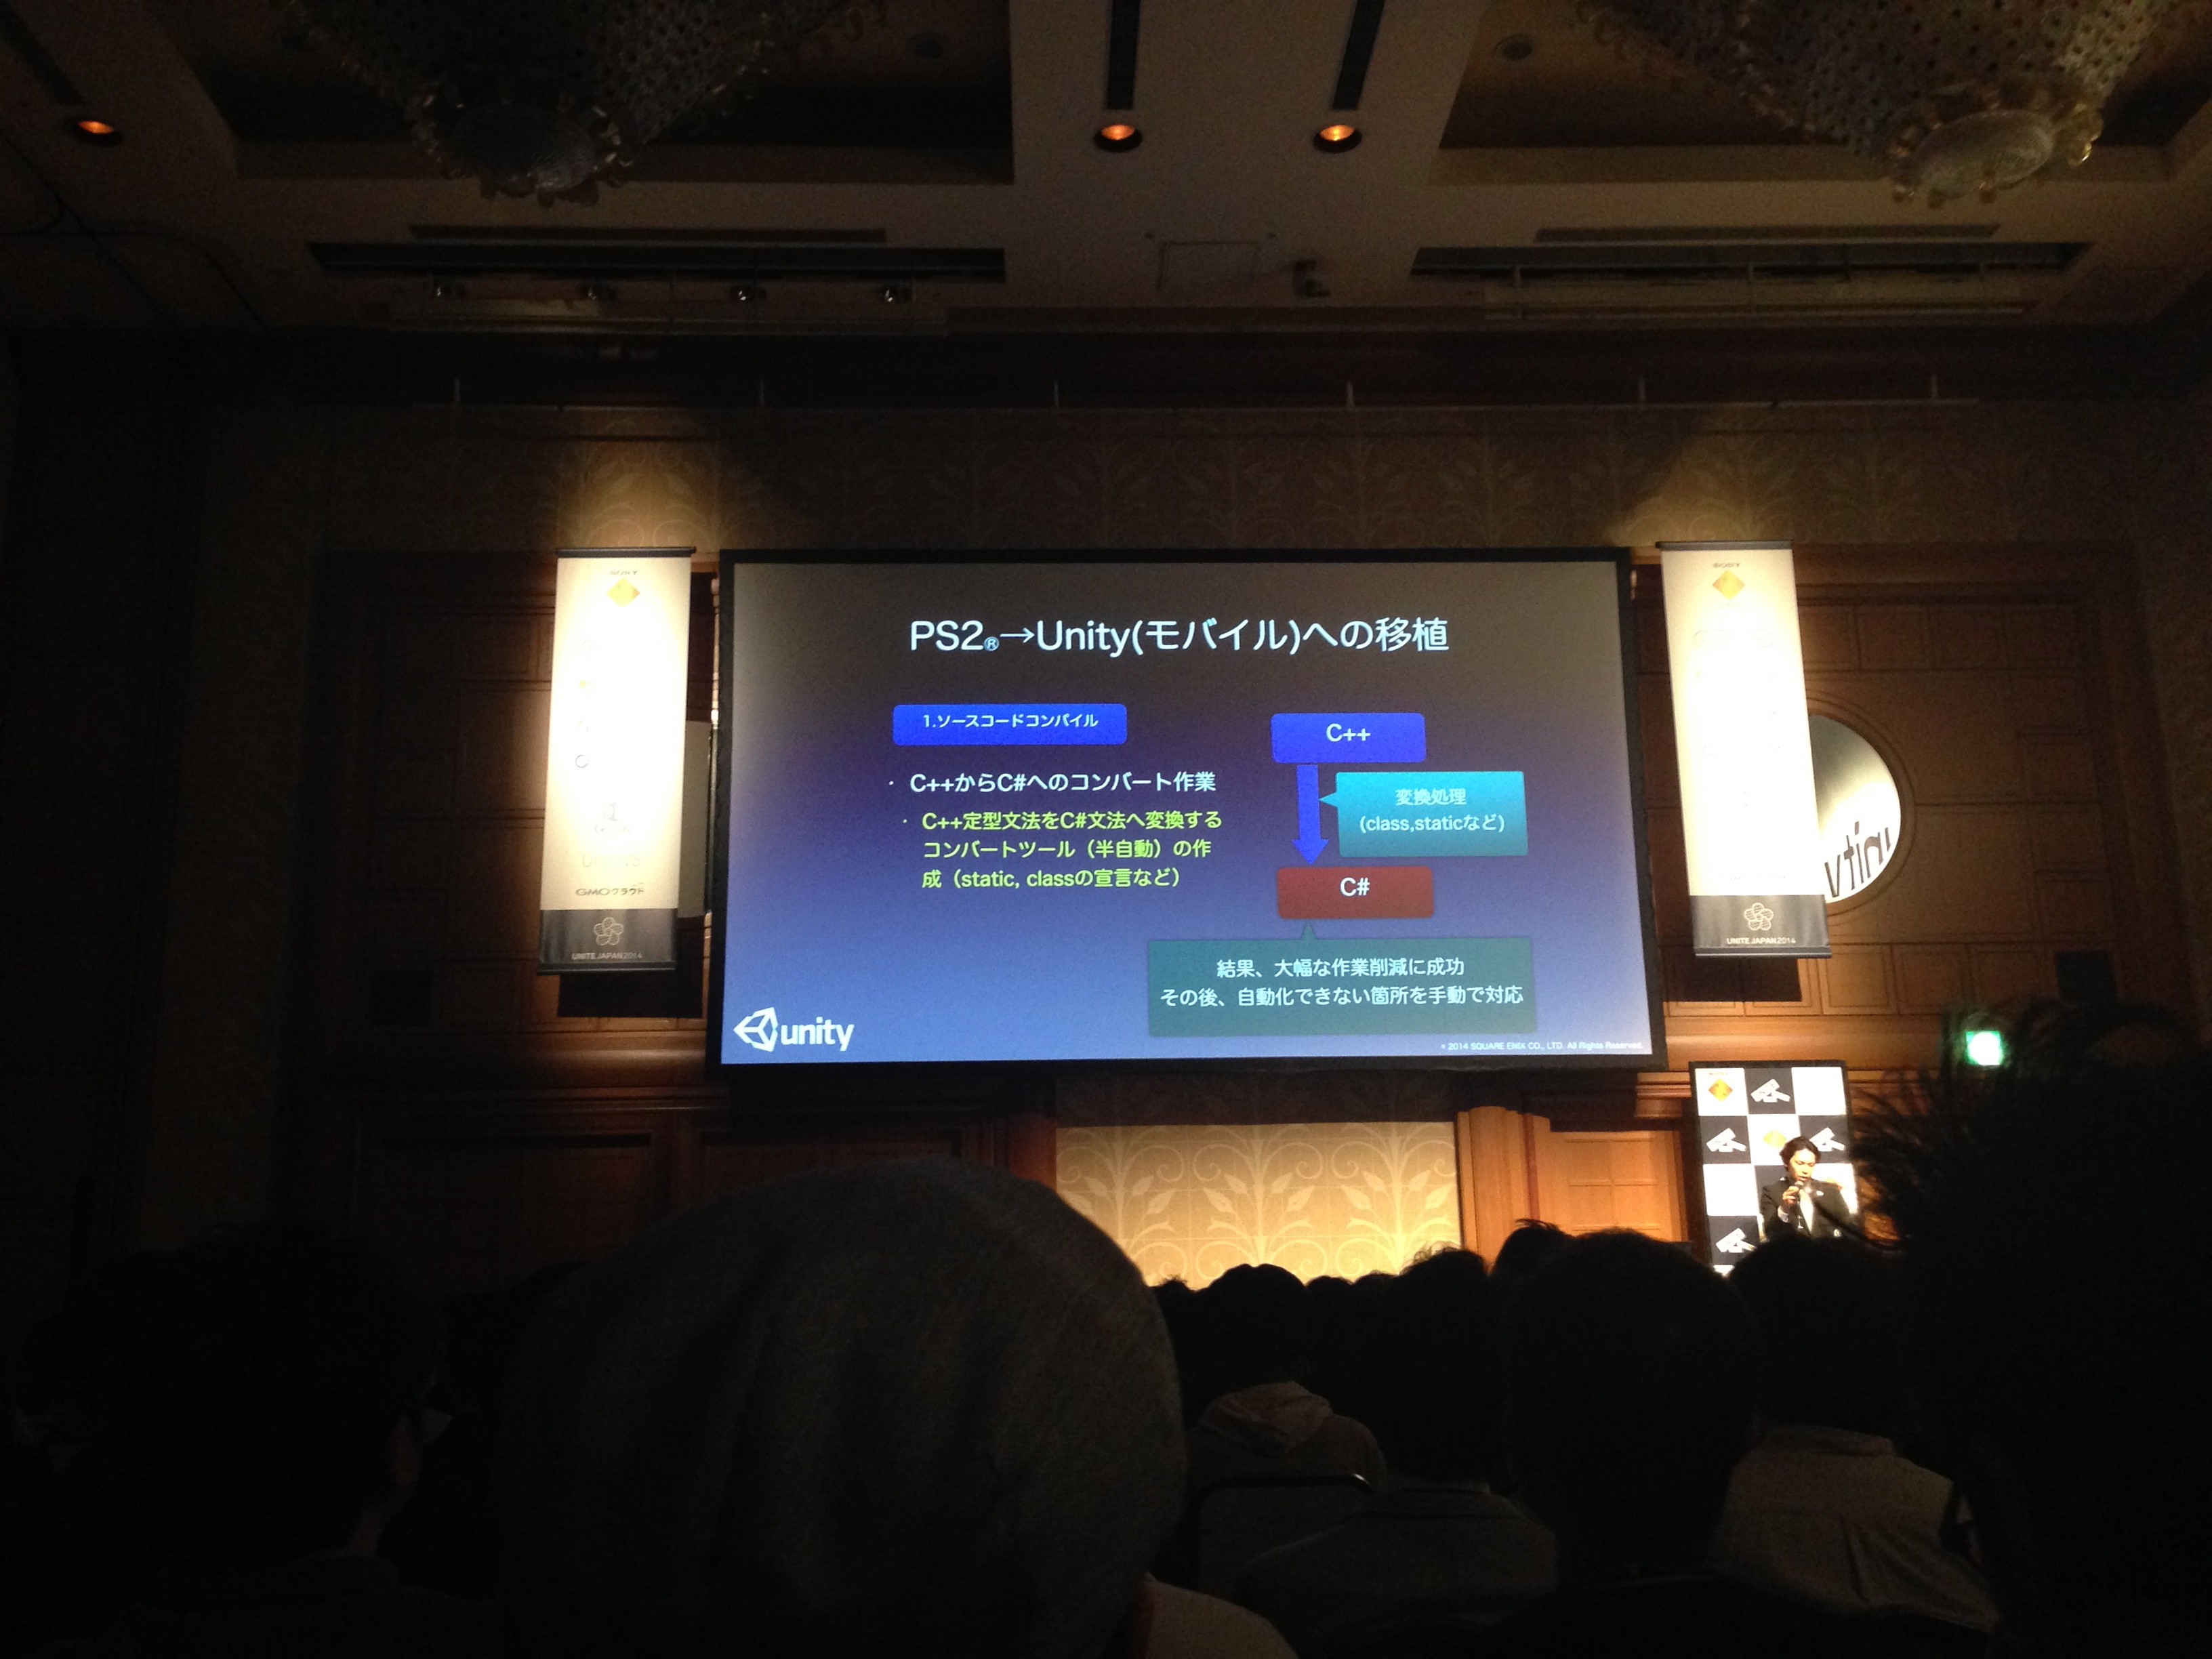 PS2®→Unity(モバイル)への移植
1.ソースコードコンパイル
・ C++からC#へのコンバート作業
・ C++定型文法をC#文法へ変換する
コンバートツール（半自動）の作
成（static, classの宣言など）
C++
変換処理
(class,staticなど)
C#
結果、大幅な作業削減に成功
その後、自動化できない箇所を手動で対応
unity
© 2014 SQUARE ENIX CO., LTD. All Rights Reserved.
SONY
GMOクラウド
UNITE JAPAN 2014
SONY
UNITE JAPAN 2014